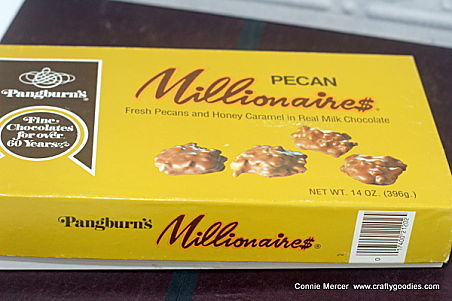 Pangburn's®
Fine
Chocolates
for over
60 Years
PECAN
Millionaire$®
Fresh Pecans and Honey Caramel in Real Milk Chocolate
NET WT. 14 OZ. (396g.)
Pangburn's
Millionaire$®
Connie Mercer www.craftygoodies.com